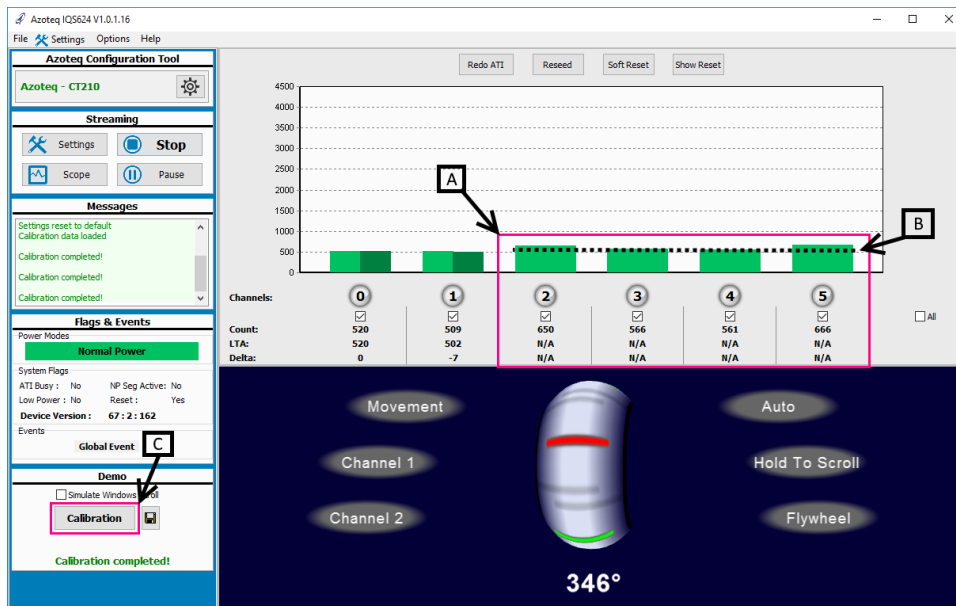 Azoteq IQS624 V1.0.1.16
File Settings Options Help
Azoteq Configuration Tool
Azoteq - CT210
Streaming
Settings Stop
Scope Pause
Messages
Settings reset to default
Calibration data loaded
Calibration completed!
Calibration completed!
Calibration completed!
Flags & Events
Power Modes
Normal Power
System Flags
ATI Busy : No NP Seg Active: No
Low Power : No Reset : Yes
Device Version : 67 : 2 : 162
Events
Global Event
C
Demo
Simulate Windows
Calibration
Calibration completed!
Redo ATI Reseed Soft Reset Show Reset
4500
4000
3500
3000
2500
2000
1500
1000
500
0
A
B
Channels: 0 1 2 3 4 5
All
Count: 520 509 650 566 561 666
LTA: 520 502 N/A N/A N/A N/A
Delta: 0 -7 N/A N/A N/A N/A
Movement Auto
Channel 1 Hold To Scroll
Channel 2 Flywheel
346°